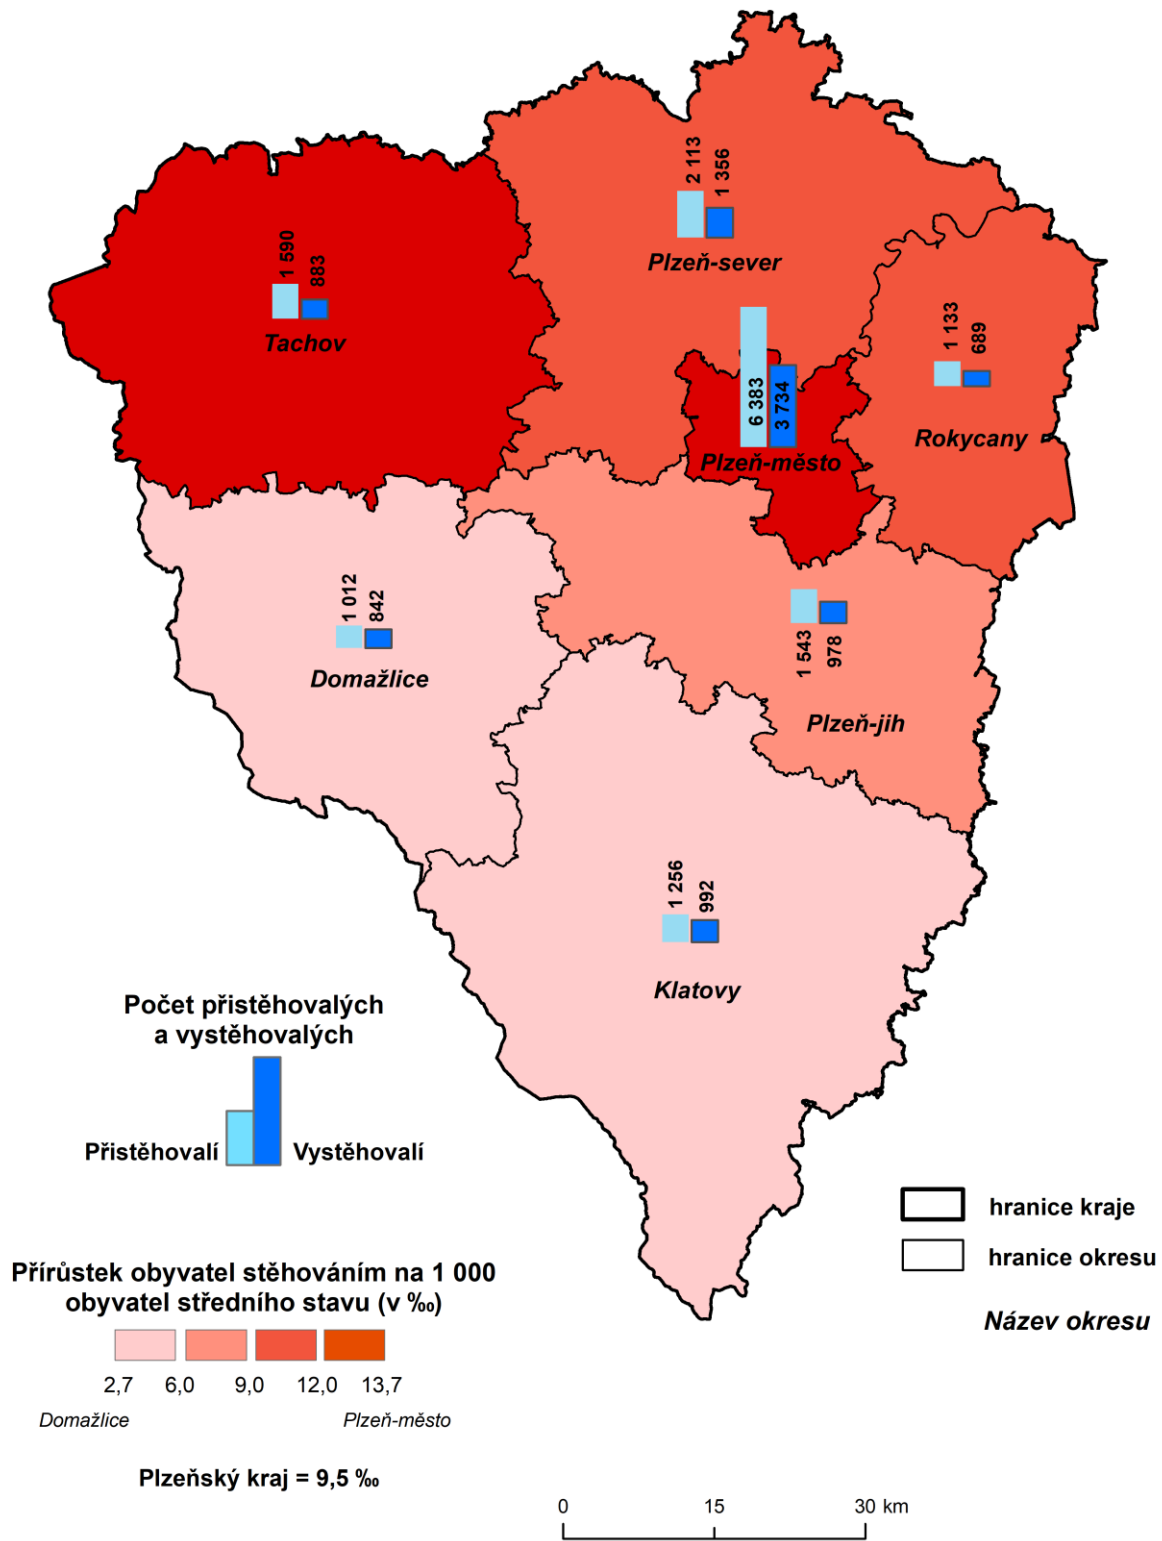 2 113
1 356
Plzeň-sever
1 590
883
Tachov
1 133
689
Rokycany
6 383
3 734
Plzeň-město
1 012
842
Domažlice
1 543
978
Plzeň-jih
1 256
992
Klatovy
Počet přistěhovalých
a vystěhovalých
Přistěhovalí Vystěhovalí
hranice kraje
hranice okresu
Název okresu
Přírůstek obyvatel stěhováním na 1 000
obyvatel středního stavu (v ‰)
2,7 6,0 9,0 12,0 13,7
Domažlice Plzeň-město
Plzeňský kraj = 9,5 ‰
0 15 30 km